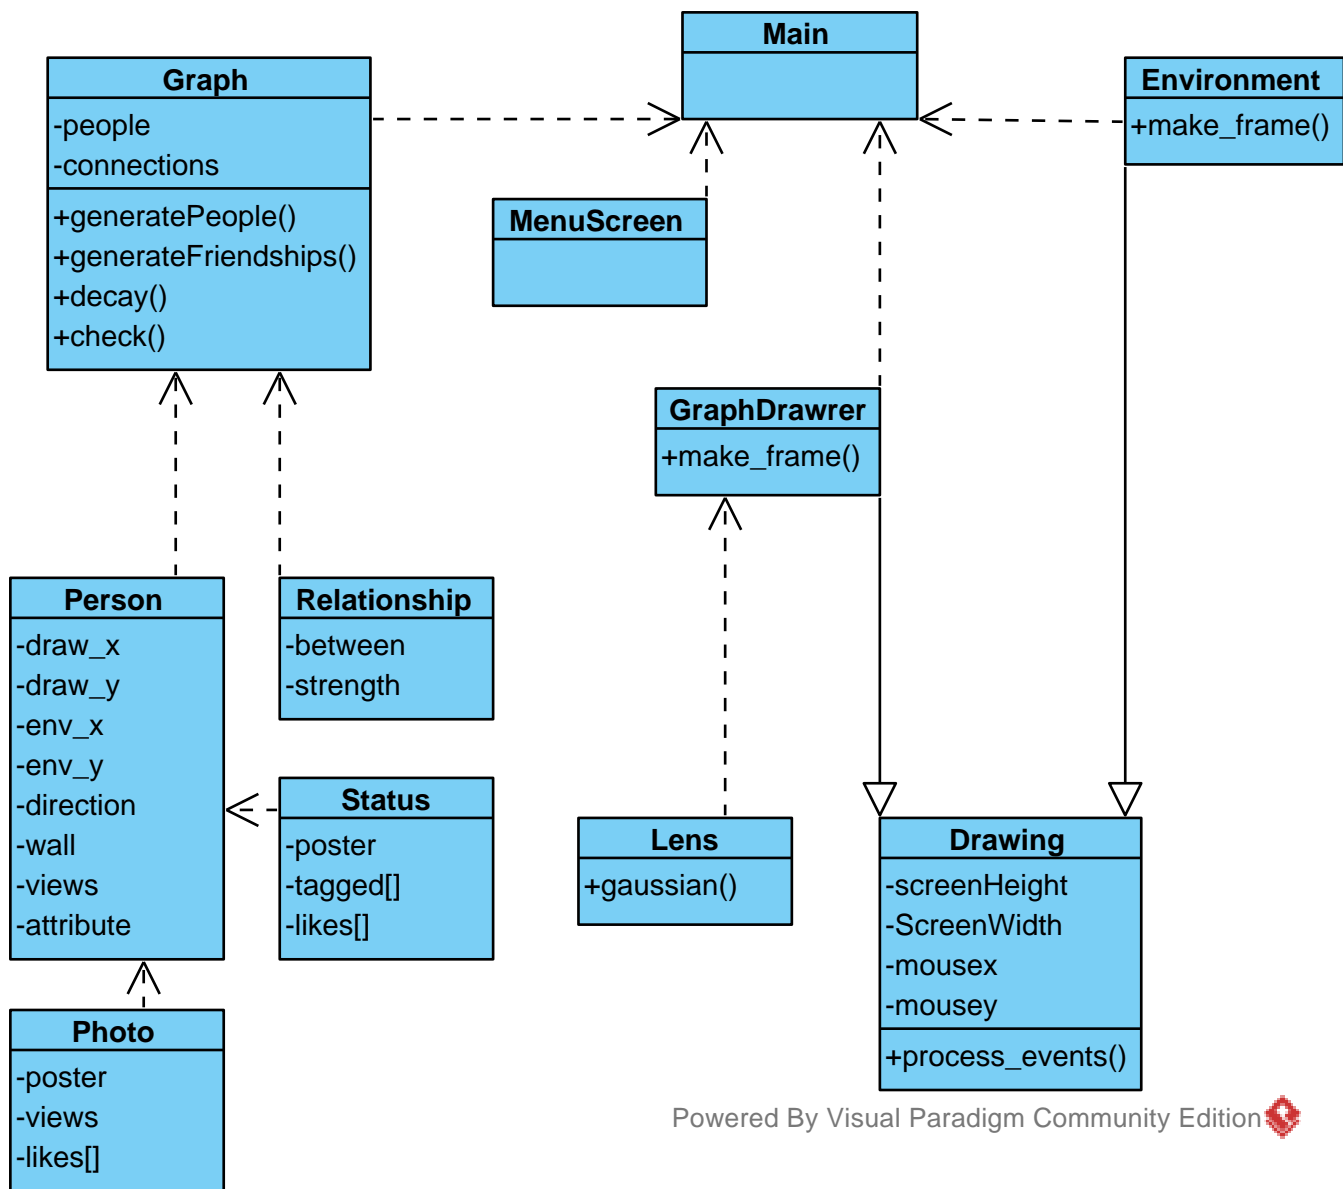 Main
Graph
-people
-connections
+generatePeople()
+generateFriendships()
+decay()
+check()
Environment
+make_frame()
MenuScreen
GraphDrawrer
+make_frame()
Person
-draw_x
-draw_y
-env_x
-env_y
-direction
-wall
-views
-attribute
Relationship
-between
-strength
Status
-poster
-tagged[]
-likes[]
Lens
+gaussian()
Drawing
-screenHeight
-ScreenWidth
-mousex
-mousey
+process_events()
Photo
-poster
-views
-likes[]
Powered By Visual Paradigm Community Edition